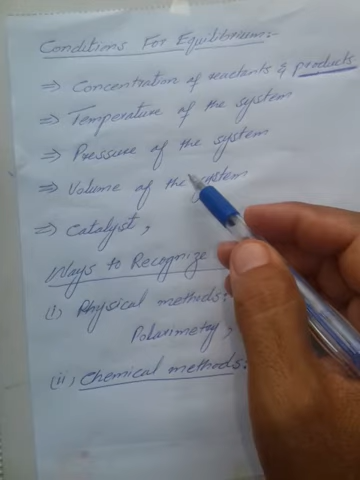 Conditions For Equilibrium:-
⇒ Concentration of reactants & products
⇒ Temperature of the system
⇒ Pressure of the system
⇒ Volume of the system
⇒ Catalyst,
Ways to Recognize
(i) Physical methods:
Polarimetry,
(ii) Chemical methods: